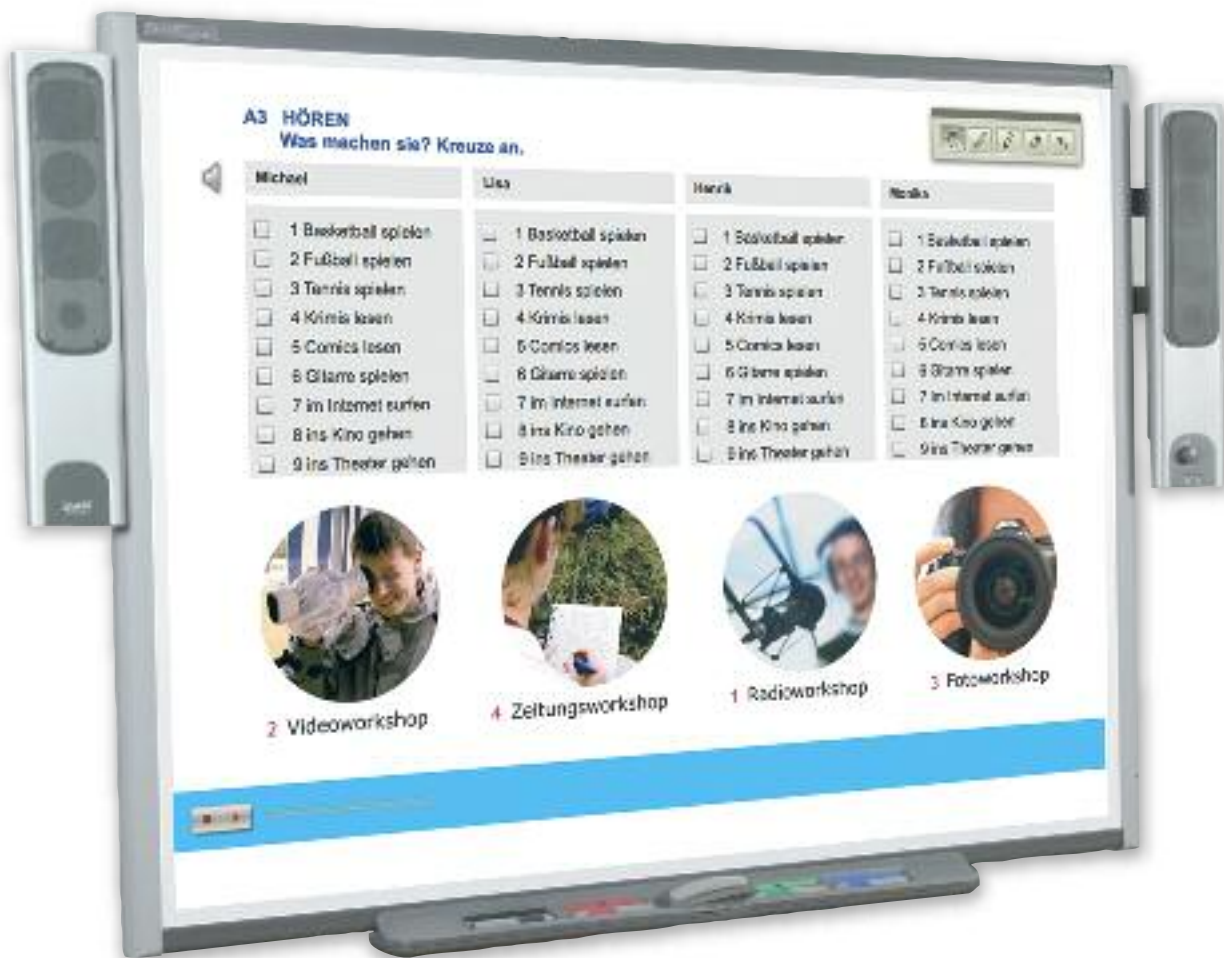 A3 HÖREN
Was machen sie? Kreuze an.
Michael
1 Basketball spielen
2 Fußball spielen
3 Tennis spielen
4 Krimis lesen
5 Comics lesen
6 Gitarre spielen
7 im Internet surfen
8 ins Kino gehen
9 ins Theater gehen
Lisa
1 Basketball spielen
2 Fußball spielen
3 Tennis spielen
4 Krimis lesen
5 Comics lesen
6 Gitarre spielen
7 im Internet surfen
8 ins Kino gehen
9 ins Theater gehen
Henrik
1 Basketball spielen
2 Fußball spielen
3 Tennis spielen
4 Krimis lesen
5 Comics lesen
6 Gitarre spielen
7 im Internet surfen
8 ins Kino gehen
9 ins Theater gehen
Monika
1 Basketball spielen
2 Fußball spielen
3 Tennis spielen
4 Krimis lesen
5 Comics lesen
6 Gitarre spielen
7 im Internet surfen
8 ins Kino gehen
9 ins Theater gehen
2 Videoworkshop
4 Zeitungsworkshop
1 Radioworkshop
3 Fotoworkshop